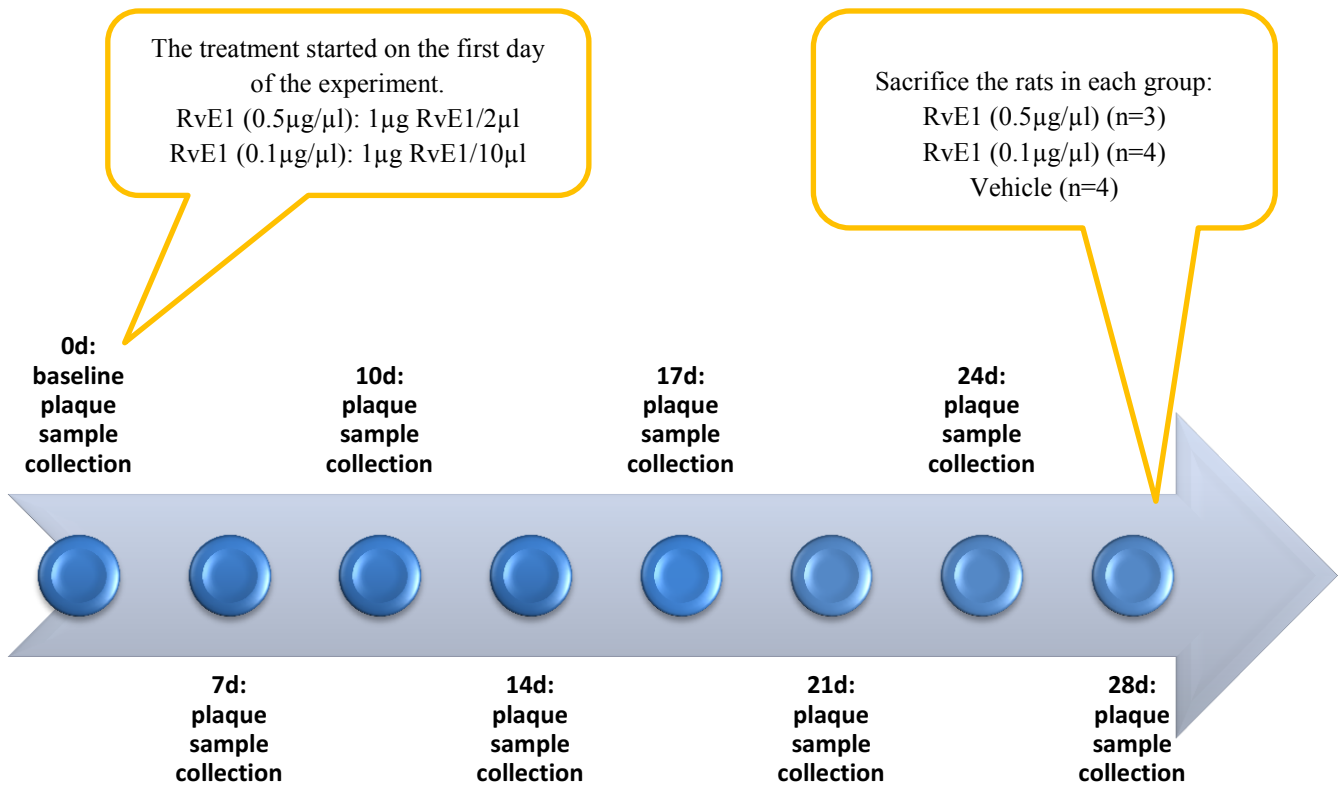 The treatment started on the first day
of the experiment.
RvE1 (0.5µg/µl): 1µg RvE1/2µl
RvE1 (0.1µg/µl): 1µg RvE1/10µl
Sacrifice the rats in each group:
RvE1 (0.5µg/µl) (n=3)
RvE1 (0.1µg/µl) (n=4)
Vehicle (n=4)
0d:
baseline
plaque
sample
collection
10d:
plaque
sample
collection
17d:
plaque
sample
collection
24d:
plaque
sample
collection
7d:
plaque
sample
collection
14d:
plaque
sample
collection
21d:
plaque
sample
collection
28d:
plaque
sample
collection